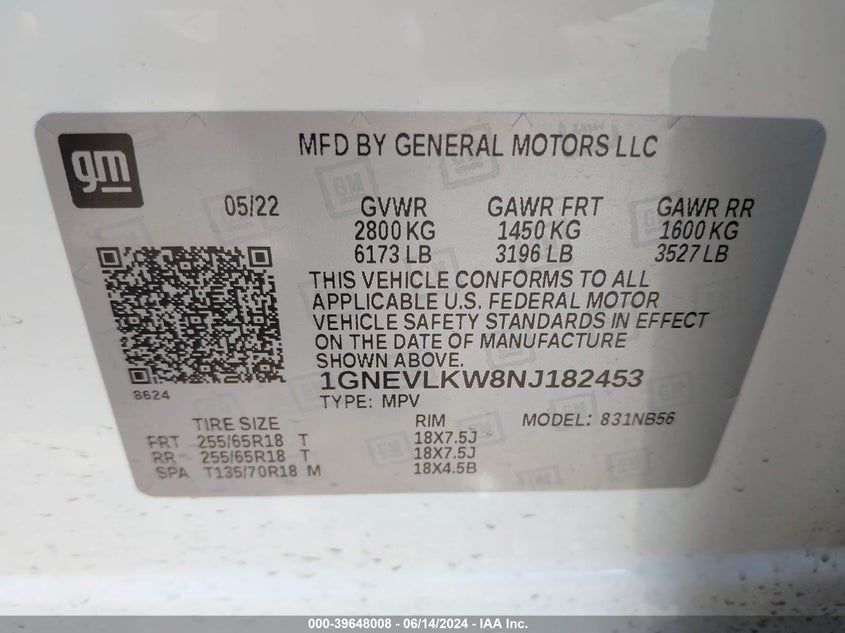 gm
MFD BY GENERAL MOTORS LLC
05/22 GVWR GAWR FRT GAWR RR
2800 KG 1450 KG 1600 KG
6173 LB 3196 LB 3527 LB
THIS VEHICLE CONFORMS TO ALL
APPLICABLE U.S. FEDERAL MOTOR
VEHICLE SAFETY STANDARDS IN EFFECT
ON THE DATE OF MANUFACTURE
SHOWN ABOVE.
1GNEVLKW8NJ182453
8624
TYPE: MPV
TIRE SIZE RIM MODEL: 831NB56
FRT 255/65R18 T 18X7.5J
RR 255/65R18 T 18X7.5J
SPA T135/70R18 M 18X4.5B
000-39648008 - 06/14/2024 - IAA Inc.